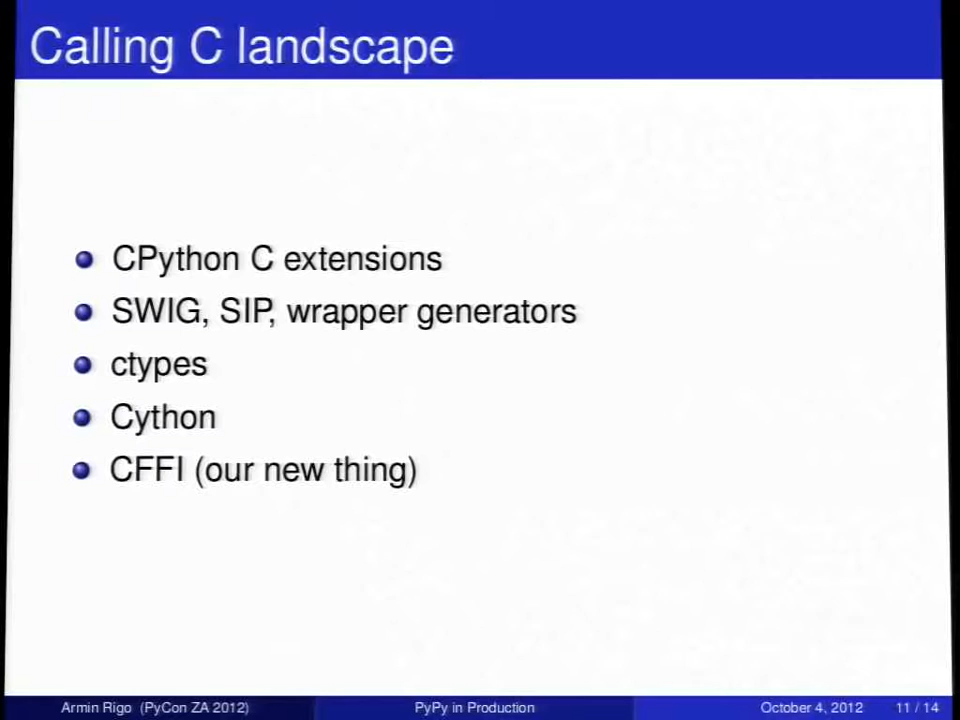 Calling C landscape
CPython C extensions
SWIG, SIP, wrapper generators
ctypes
Cython
CFFI (our new thing)
Armin Rigo (PyCon ZA 2012) PyPy in Production October 4, 2012 11 / 14